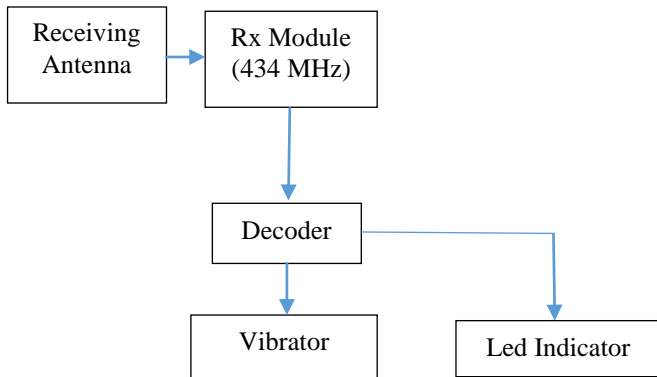 Receiving
Antenna
Rx Module
(434 MHz)
Decoder
Vibrator
Led Indicator